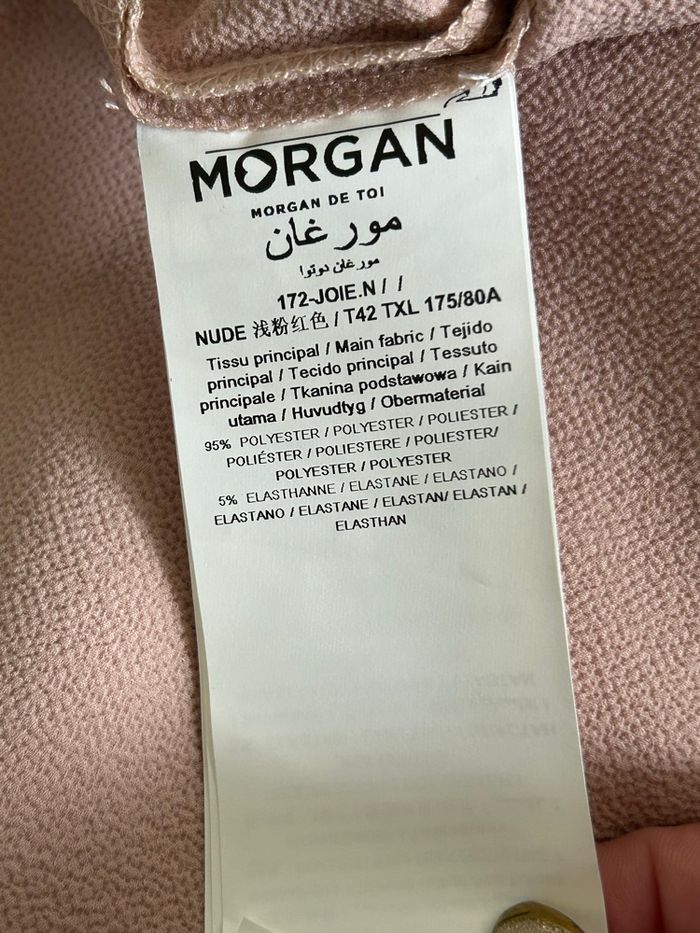 MORGAN
MORGAN DE TOI
مورغان
مورغان دوتوا
172-JOIE.N / /
NUDE 浅粉红色 / T42 TXL 175/80A
Tissu principal / Main fabric / Tejido
principal / Tecido principal / Tessuto
principale / Tkanina podstawowa / Kain
utama / Huvudtyg / Obermaterial
95% POLYESTER / POLYESTER / POLIESTER /
POLIÉSTER / POLIESTERE / POLIESTER/
POLYESTER / POLYESTER
5% ELASTHANNE / ELASTANE / ELASTANO /
ELASTANO / ELASTANE / ELASTAN/ ELASTAN /
ELASTHAN